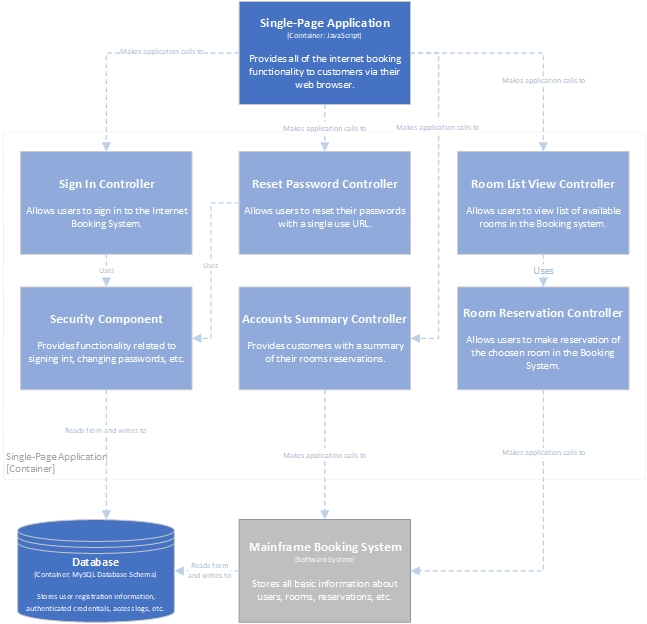 Single-Page Application
[Cointainer: JavaScript]
Provides all of the internet booking
functionality to customers via their
web browser.
Makes application calls to
Makes application calls to
Makes application calls to
Makes application calls to
Sign In Controller
Allows users to sign in to the Internet
Booking System.
Reset Password Controller
Allows users to reset their passwords
with a single use URL.
Room List View Controller
Allows users to view list of available
rooms in the Booking system.
Uses
Uses
Uses
Security Component
Provides functionality related to
signing int, changing passwords, etc.
Accounts Summary Controller
Provides customers with a summary
of their rooms reservations.
Room Reservation Controller
Allows users to make reservation of
the choosen room in the Booking
System.
Reads from and writes to
Makes application calls to
Makes application calls to
Single-Page Application
[Container]
Database
[Container: MySQL Database Schema]
Stores user registration information,
authenticated credentials, access logs, etc.
Reads from
and writes to
Mainframe Booking System
[Software System]
Stores all basic information about
users, rooms, reservations, etc.